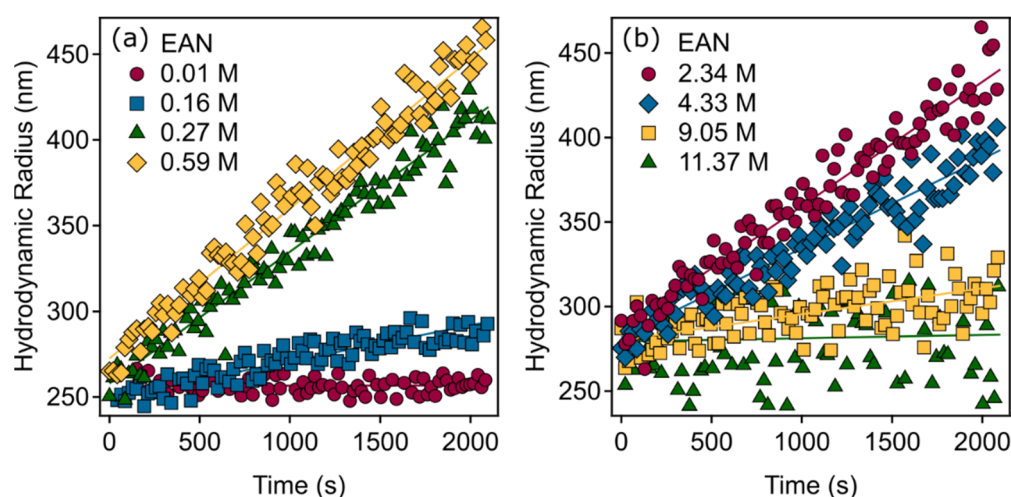 (a) EAN
0.01 M
0.16 M
0.27 M
0.59 M
Hydrodynamic Radius (nm)
450
400
350
300
250
0 500 1000 1500 2000
Time (s)
(b) EAN
2.34 M
4.33 M
9.05 M
11.37 M
Hydrodynamic Radius (nm)
450
400
350
300
250
0 500 1000 1500 2000
Time (s)